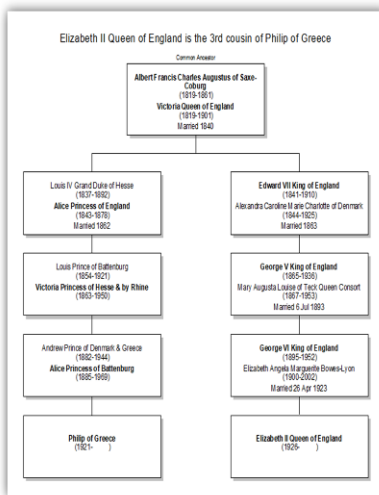 Elizabeth II Queen of England is the 3rd cousin of Philip of Greece
Common Ancestor
Albert Francis Charles Augustus of Saxe-
Coburg
(1819-1861)
Victoria Queen of England
(1819-1901)
Married 1840
Louis IV Grand Duke of Hesse
(1837-1892)
Alice Princess of England
(1843-1878)
Married 1862
Edward VII King of England
(1841-1910)
Alexandra Caroline Marie Charlotte of Denmark
(1844-1925)
Married 1863
Louis Prince of Battenburg
(1854-1921)
Victoria Princess of Hesse & by Rhine
(1863-1950)
George V King of England
(1865-1936)
Mary Augusta Louise of Teck Queen Consort
(1867-1953)
Married 6 Jul 1893
Andrew Prince of Denmark & Greece
(1882-1944)
Alice Princess of Battenburg
(1885-1969)
George VI King of England
(1895-1952)
Elizabeth Angela Marguerite Bowes-Lyon
(1900-2002)
Married 26 Apr 1923
Philip of Greece
(1921- )
Elizabeth II Queen of England
(1926- )